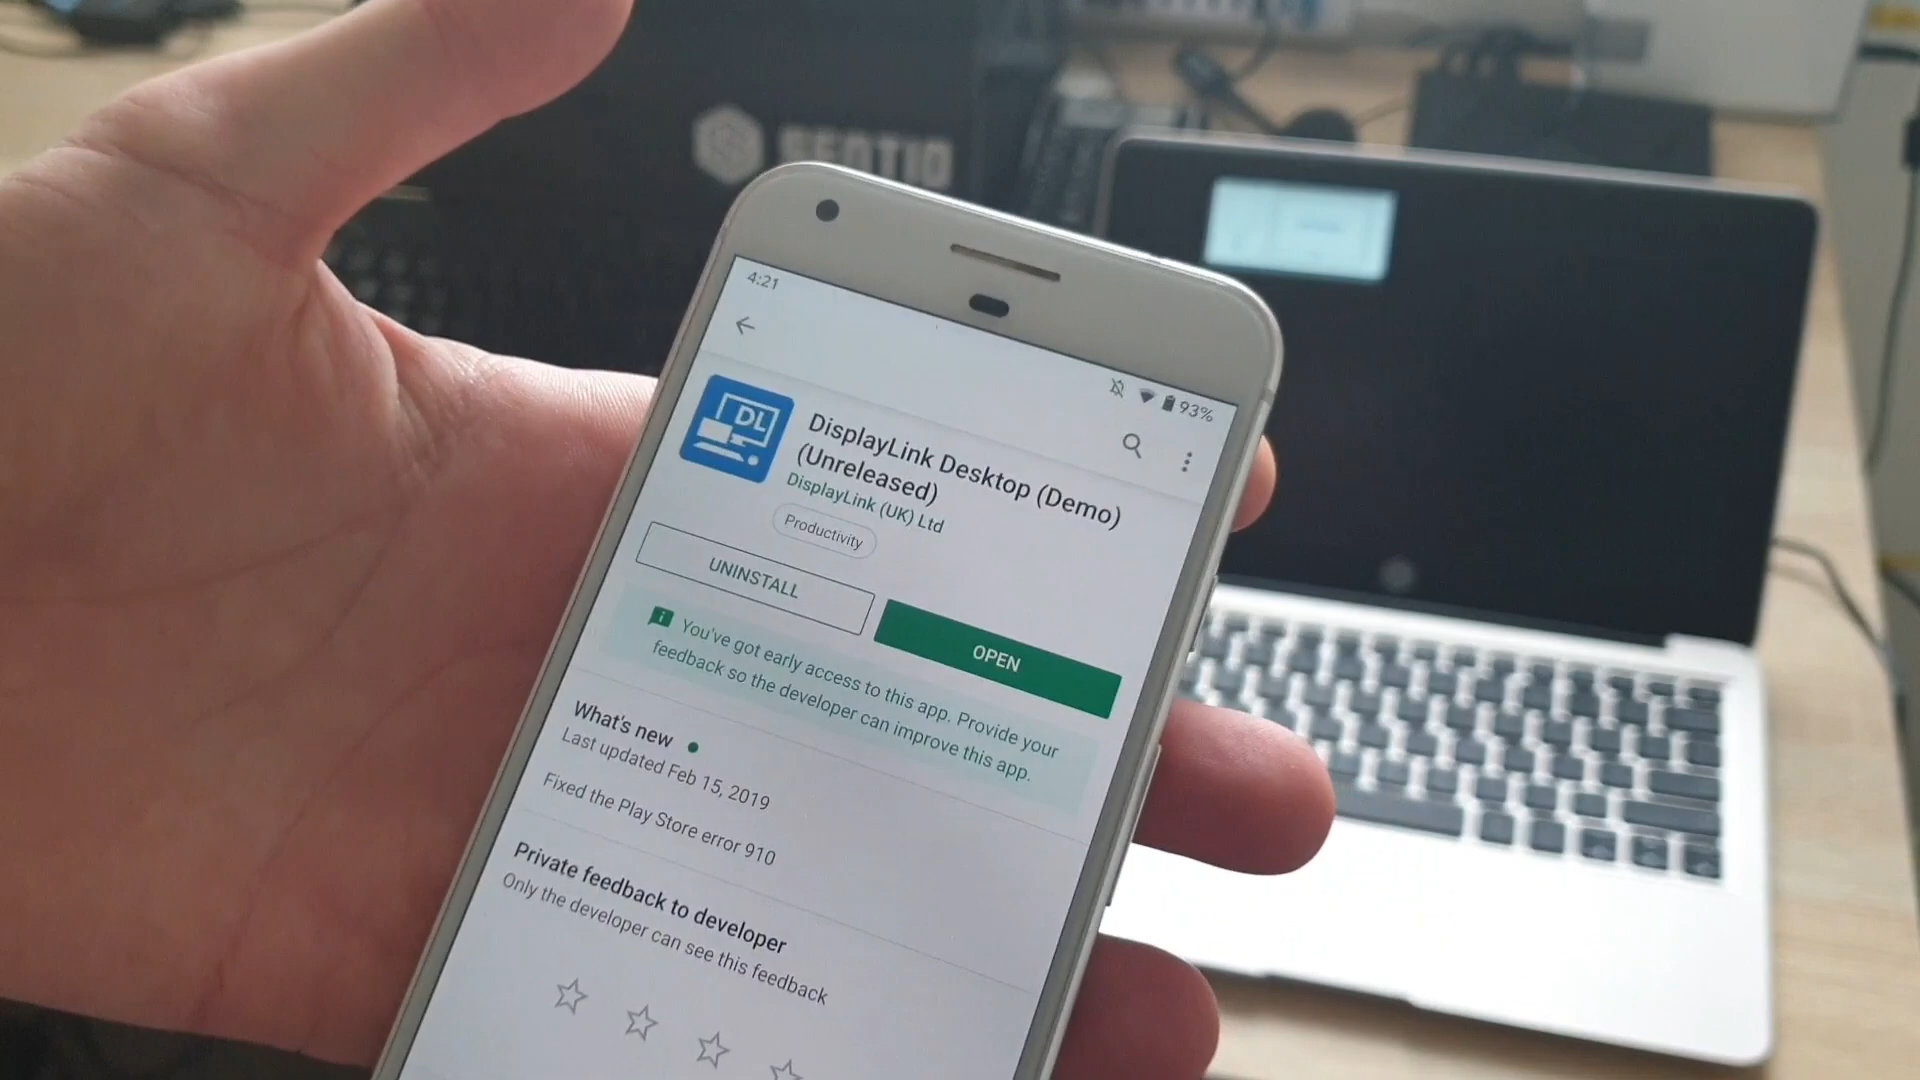 SENTIO
4:21
93%
DL
DisplayLink Desktop (Demo)
(Unreleased)
DisplayLink (UK) Ltd
Productivity
UNINSTALL
OPEN
You've got early access to this app. Provide your
feedback so the developer can improve this app.
What's new
Last updated Feb 15, 2019
Fixed the Play Store error 910
Private feedback to developer
Only the developer can see this feedback